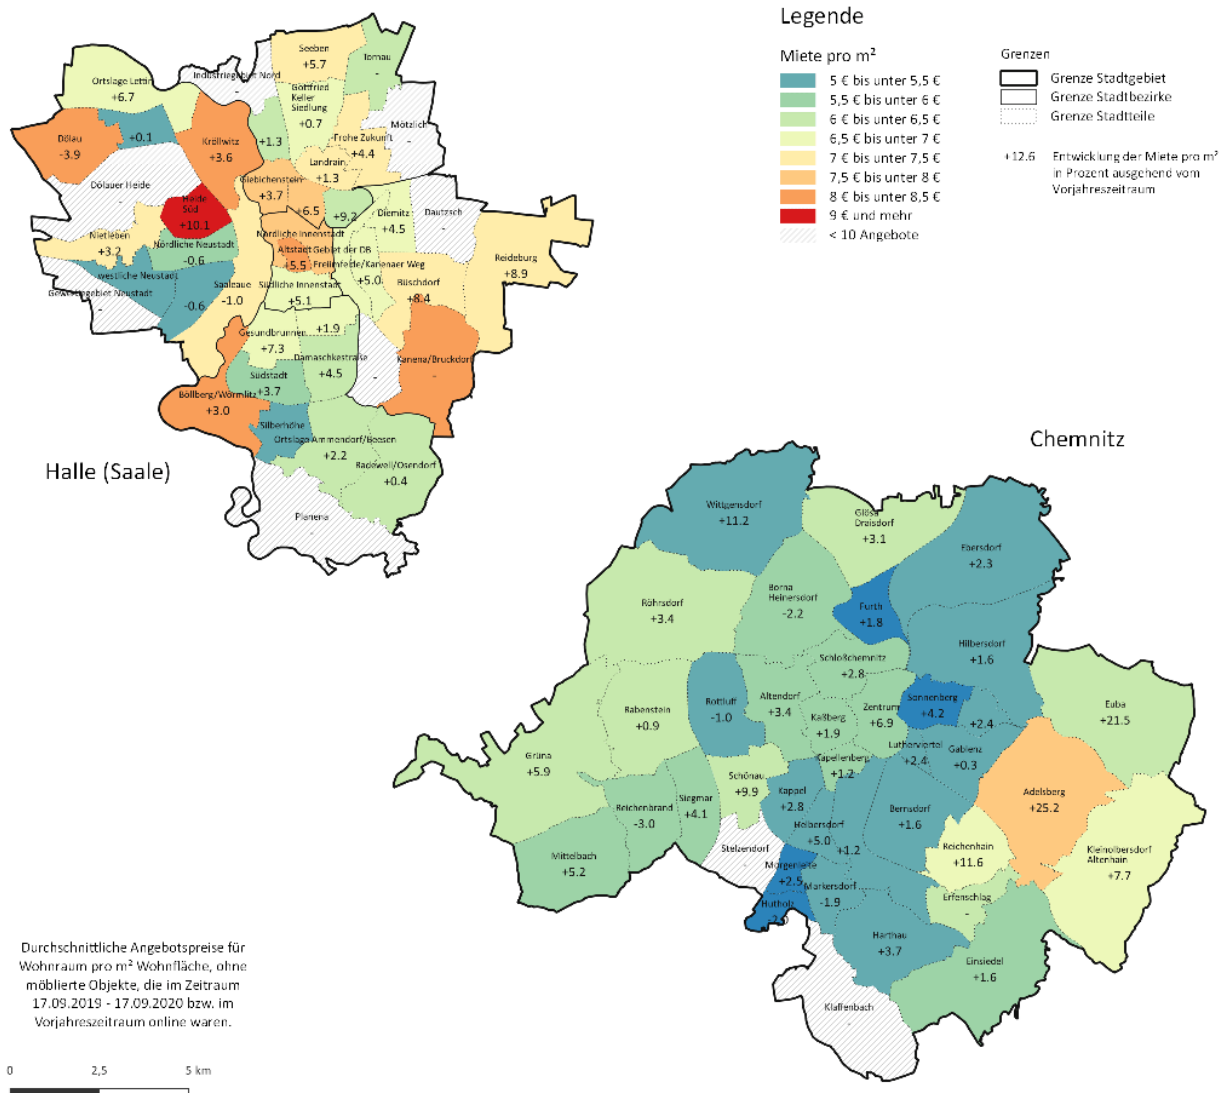 Legende
Miete pro m²
5 € bis unter 5,5 €
5,5 € bis unter 6 €
6 € bis unter 6,5 €
6,5 € bis unter 7 €
7 € bis unter 7,5 €
7,5 € bis unter 8 €
8 € bis unter 8,5 €
9 € und mehr
< 10 Angebote
Grenzen
Grenze Stadtgebiet
Grenze Stadtbezirke
Grenze Stadtteile
+12.6 Entwicklung der Miete pro m²
in Prozent ausgehend vom
Vorjahreszeitraum
Halle (Saale)
Seeben
+5.7
Tornau
-
Industriegebiet Nord
-
Ortslage Lettin
+6.7
Gottfried
Keller
Siedlung
+0.7
Mötzlich
-
Dölau
-3.9
+0.1
Kröllwitz
+3.6
+1.3
Frohe Zukunft
+4.4
Landrain
+1.3
Dölauer Heide
-
Giebichenstein
+3.7
Heide
Süd
+10.1
+6.5
+9.2
Diemitz
+4.5
Dautzsch
-
Nietleben
+3.2
Nördliche Neustadt
-0.6
Nördliche Innenstadt
Altstadt
+5.5
Gebiet der DB
Freiimfelde/Kanenaer Weg
+5.0
Reideburg
+8.9
westliche Neustadt
-0.6
Gewerbegebiet Neustadt
-
Saaleaue
-1.0
Südliche Innenstadt
+5.1
Büschdorf
+8.4
Gesundbrunnen
+7.3
+1.9
Damaschkestraße
+4.5
-
Kanena/Bruckdorf
-
Südstadt
+3.7
Böllberg/Wörmlitz
+3.0
Silberhöhe
Ortslage Ammendorf/Beesen
+2.2
Radewell/Osendorf
+0.4
Planena
-
Chemnitz
Wittgensdorf
+11.2
Glösa
Draisdorf
+3.1
Ebersdorf
+2.3
Borna
Heinersdorf
-2.2
Röhrsdorf
+3.4
Furth
+1.8
Hilbersdorf
+1.6
Schloßchemnitz
+2.8
Rottluff
-1.0
Altendorf
+3.4
Rabenstein
+0.9
Kaßberg
+1.9
Zentrum
+6.9
Sonnenberg
+4.2
+2.4
Euba
+21.5
Lutherviertel
+2.4
Gablenz
+0.3
Grüna
+5.9
Kapellenberg
+1.2
Schönau
+9.9
Kappel
+2.8
Adelsberg
+25.2
Reichenbrand
-3.0
Siegmar
+4.1
Bernsdorf
+1.6
Helbersdorf
+5.0
+1.2
Stelzendorf
-
Mittelbach
+5.2
Reichenhain
+11.6
Kleinolbersdorf
Altenhain
+7.7
Morgenleite
+2.5
Markersdorf
-1.9
Hutholz
Erfenschlag
-
Harthau
+3.7
Einsiedel
+1.6
Klaffenbach
-
Durchschnittliche Angebotspreise für
Wohnraum pro m² Wohnfläche, ohne
möblierte Objekte, die im Zeitraum
17.09.2019 - 17.09.2020 bzw. im
Vorjahreszeitraum online waren.
0 2,5 5 km